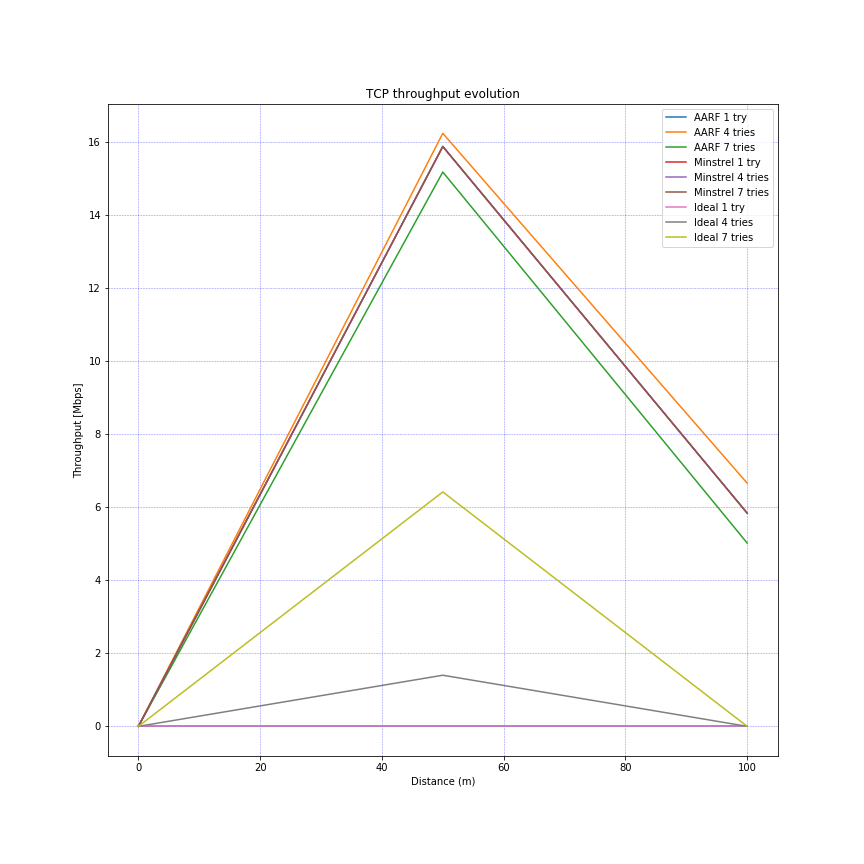 TCP throughput evolution
AARF 1 try
AARF 4 tries
AARF 7 tries
Minstrel 1 try
Minstrel 4 tries
Minstrel 7 tries
Ideal 1 try
Ideal 4 tries
Ideal 7 tries
Throughput [Mbps]
16
14
12
10
8
6
4
2
0
0 20 40 60 80 100
Distance (m)